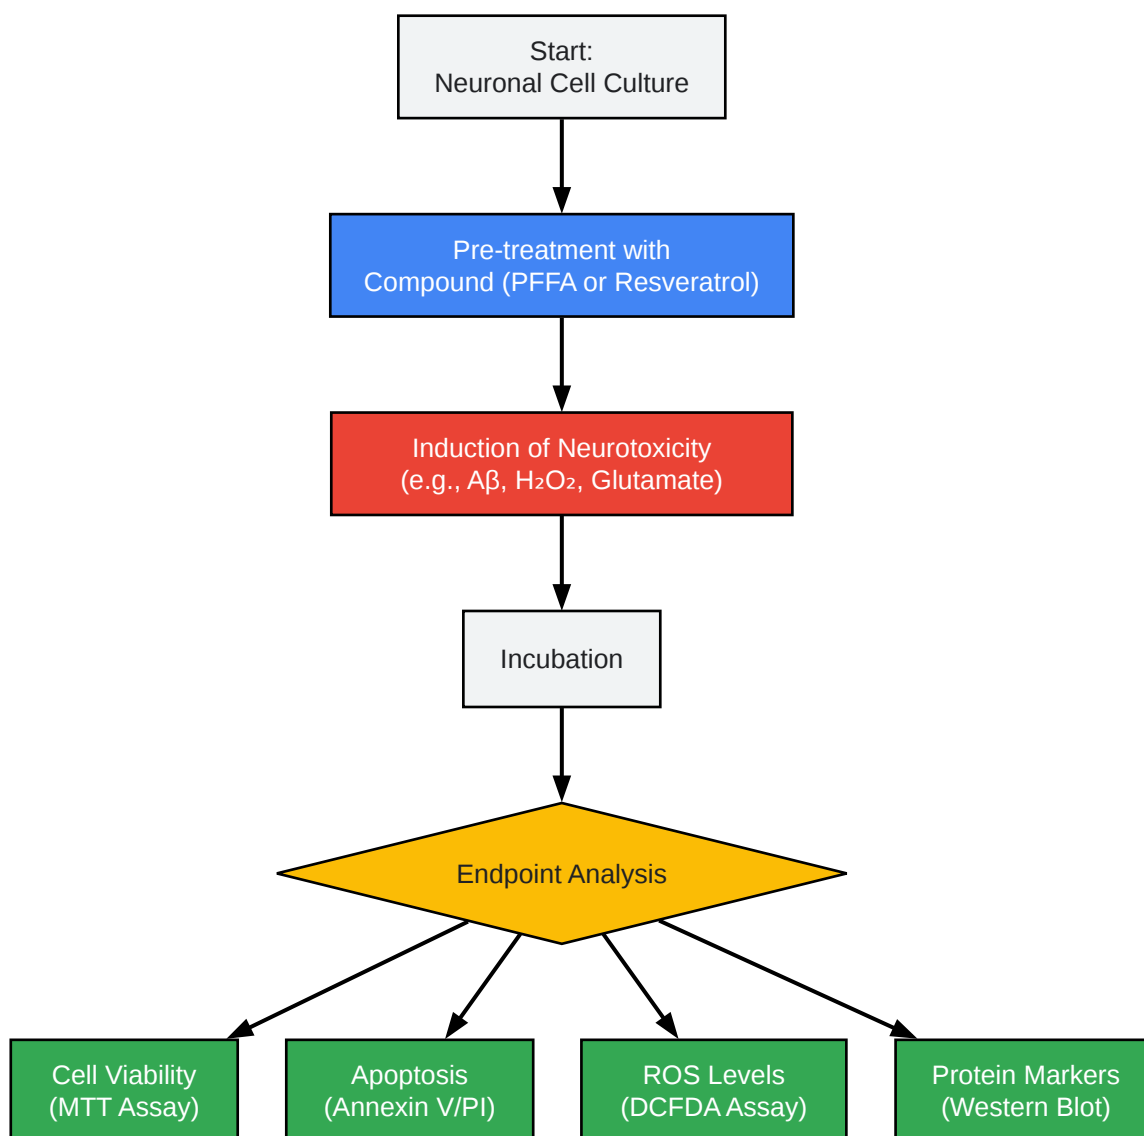 Start:
Neuronal Cell Culture
Pre-treatment with
Compound (PFFA or Resveratrol)
Induction of Neurotoxicity
(e.g., Aβ, H₂O₂, Glutamate)
Incubation
Endpoint Analysis
Cell Viability
(MTT Assay)
Apoptosis
(Annexin V/PI)
ROS Levels
(DCFDA Assay)
Protein Markers
(Western Blot)